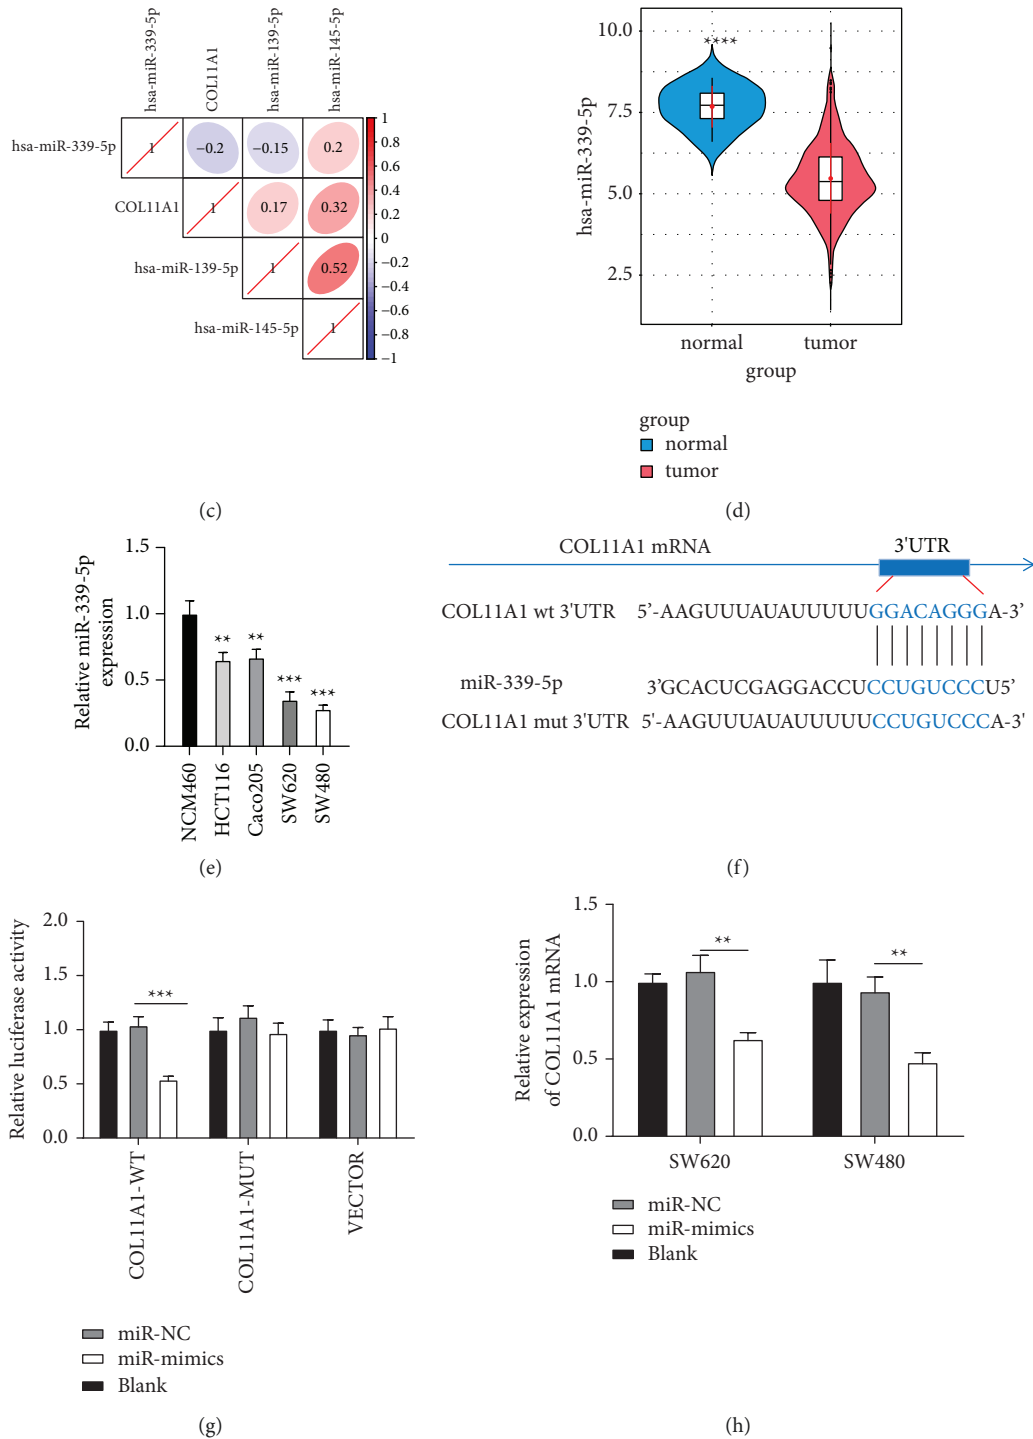 hsa-miR-339-5p
COL11A1
hsa-miR-139-5p
hsa-miR-145-5p
hsa-miR-339-5p 1 −0.2 −0.15 0.2
COL11A1 1 0.17 0.32
hsa-miR-139-5p 1 0.52
hsa-miR-145-5p 1
1
0.8
0.6
0.4
0.2
0
−0.2
−0.4
−0.6
−0.8
−1
(c)
hsa-miR-339-5p
10.0
7.5
5.0
2.5
****
normal tumor
group
group
normal
tumor
(d)
Relative miR-339-5p
expression
1.5
1.0
0.5
0.0
** ** *** ***
NCM460
HCT116
Caco205
SW620
SW480
(e)
COL11A1 mRNA 3'UTR
COL11A1 wt 3'UTR 5'-AAGUUUAUAUUUUUGGACAGGGA-3'
miR-339-5p 3'GCACUCGAGGACCUCCUGUCCCU5'
COL11A1 mut 3'UTR 5'-AAGUUUAUAUUUUUCCUGUCCCA-3'
(f)
Relative luciferase activity
2.0
1.5
1.0
0.5
0.0
***
COL11A1-WT
COL11A1-MUT
VECTOR
miR-NC
miR-mimics
Blank
(g)
Relative expression
of COL11A1 mRNA
1.5
1.0
0.5
0.0
** **
SW620 SW480
miR-NC
miR-mimics
Blank
(h)